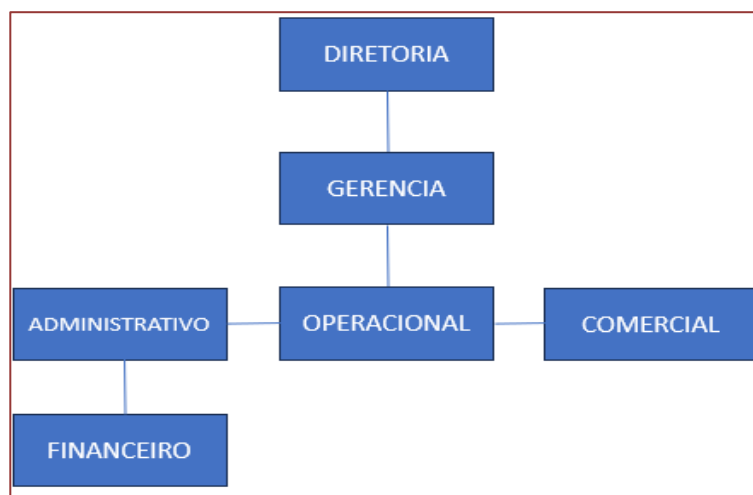 DIRETORIA
GERENCIA
ADMINISTRATIVO
OPERACIONAL
COMERCIAL
FINANCEIRO